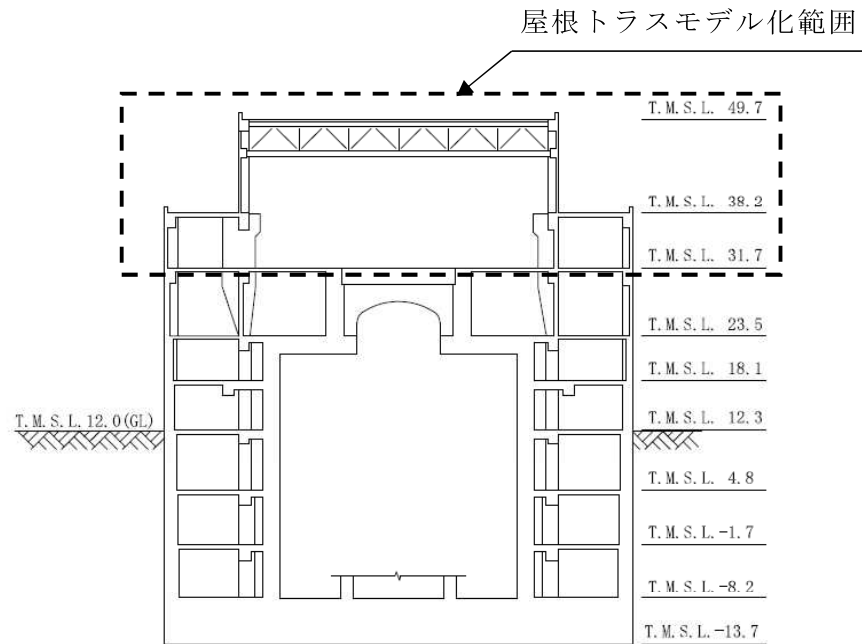 屋根トラスモデル化範囲
T.M.S.L. 49.7
T.M.S.L. 38.2
T.M.S.L. 31.7
T.M.S.L. 23.5
T.M.S.L. 18.1
T.M.S.L. 12.3
T.M.S.L.12.0(GL)
T.M.S.L. 4.8
T.M.S.L.-1.7
T.M.S.L.-8.2
T.M.S.L.-13.7